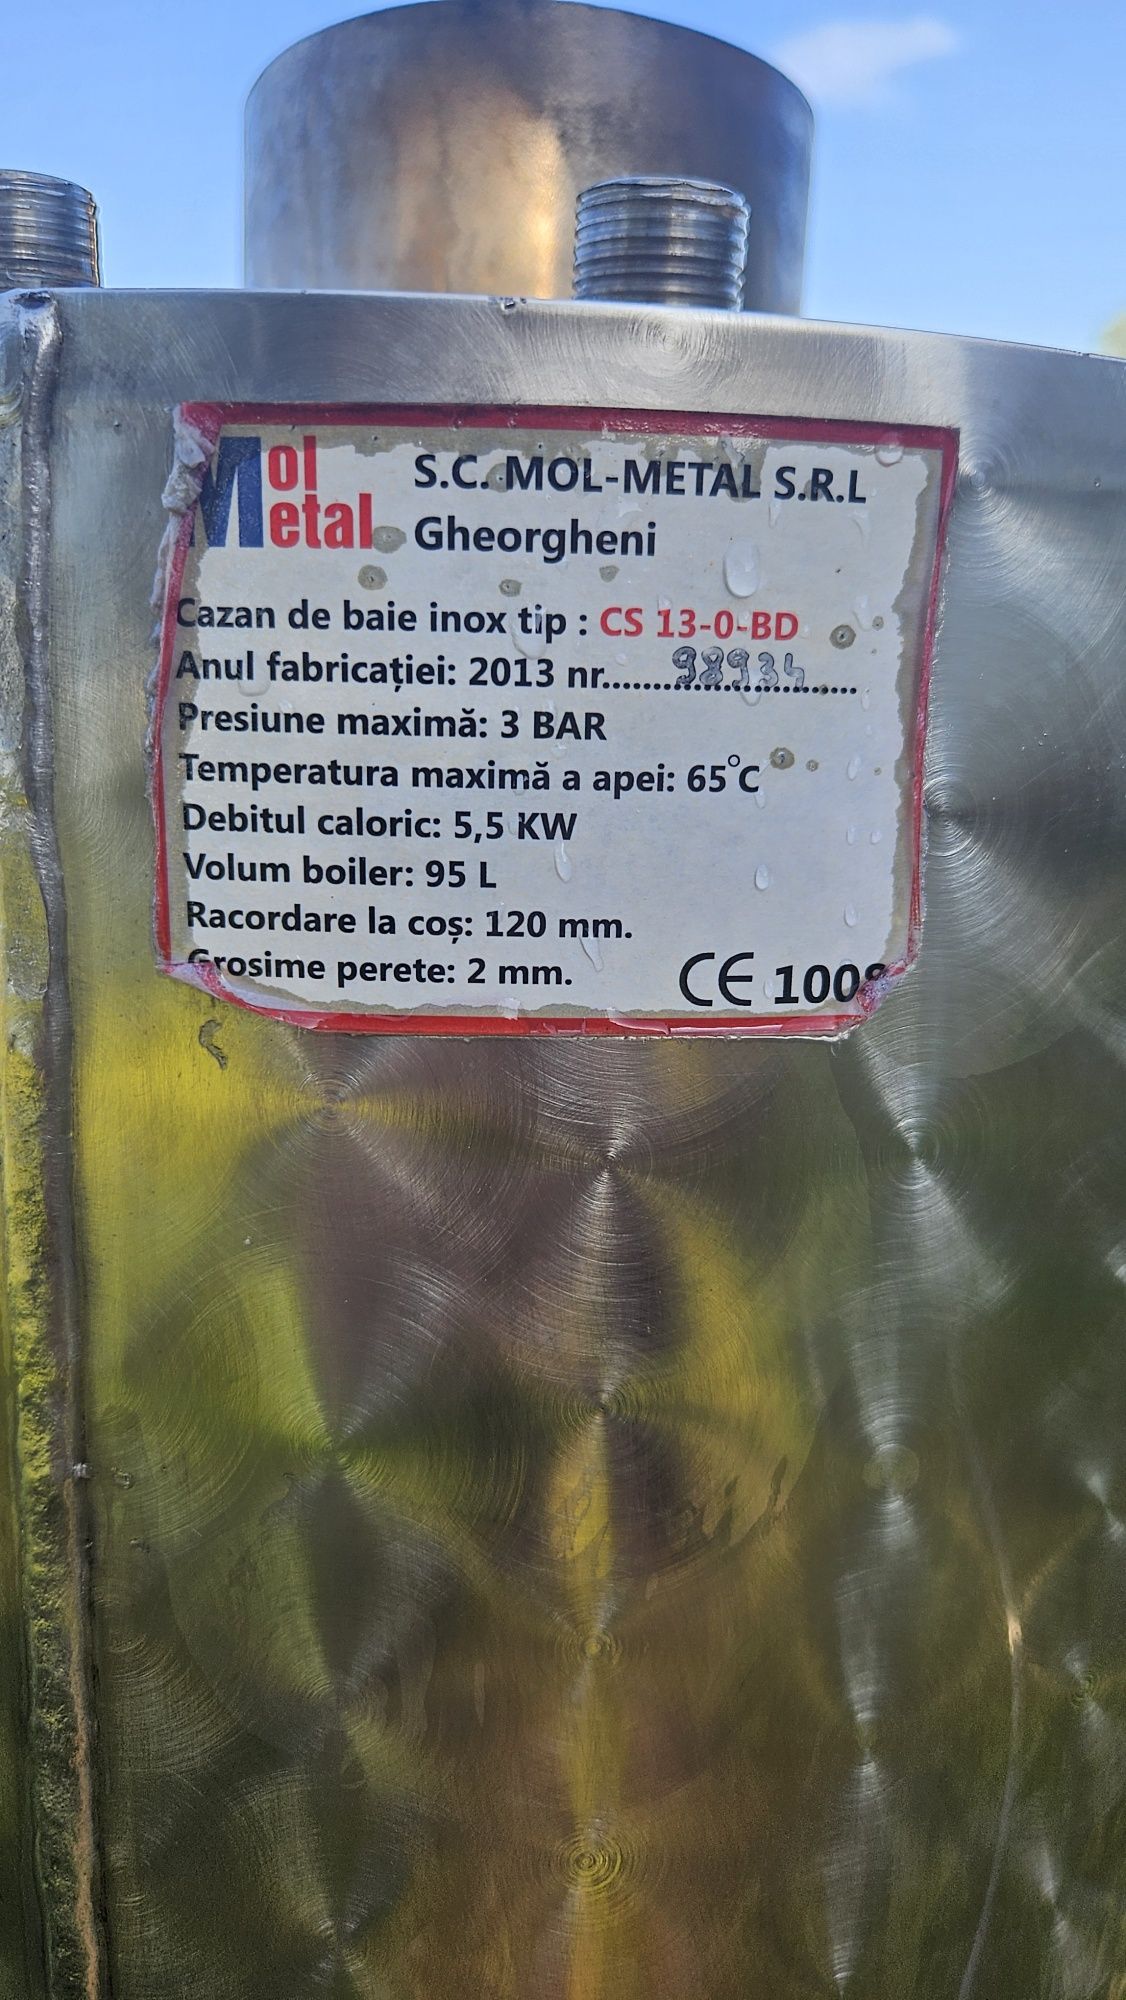 Mol Metal
S.C. MOL-METAL S.R.L
Gheorgheni
Cazan de baie inox tip : CS 13-0-BD
Anul fabricației: 2013 nr.......98934.......
Presiune maximă: 3 BAR
Temperatura maximă a apei: 65°C
Debitul caloric: 5,5 KW
Volum boiler: 95 L
Racordare la coș: 120 mm.
Grosime perete: 2 mm.
CE